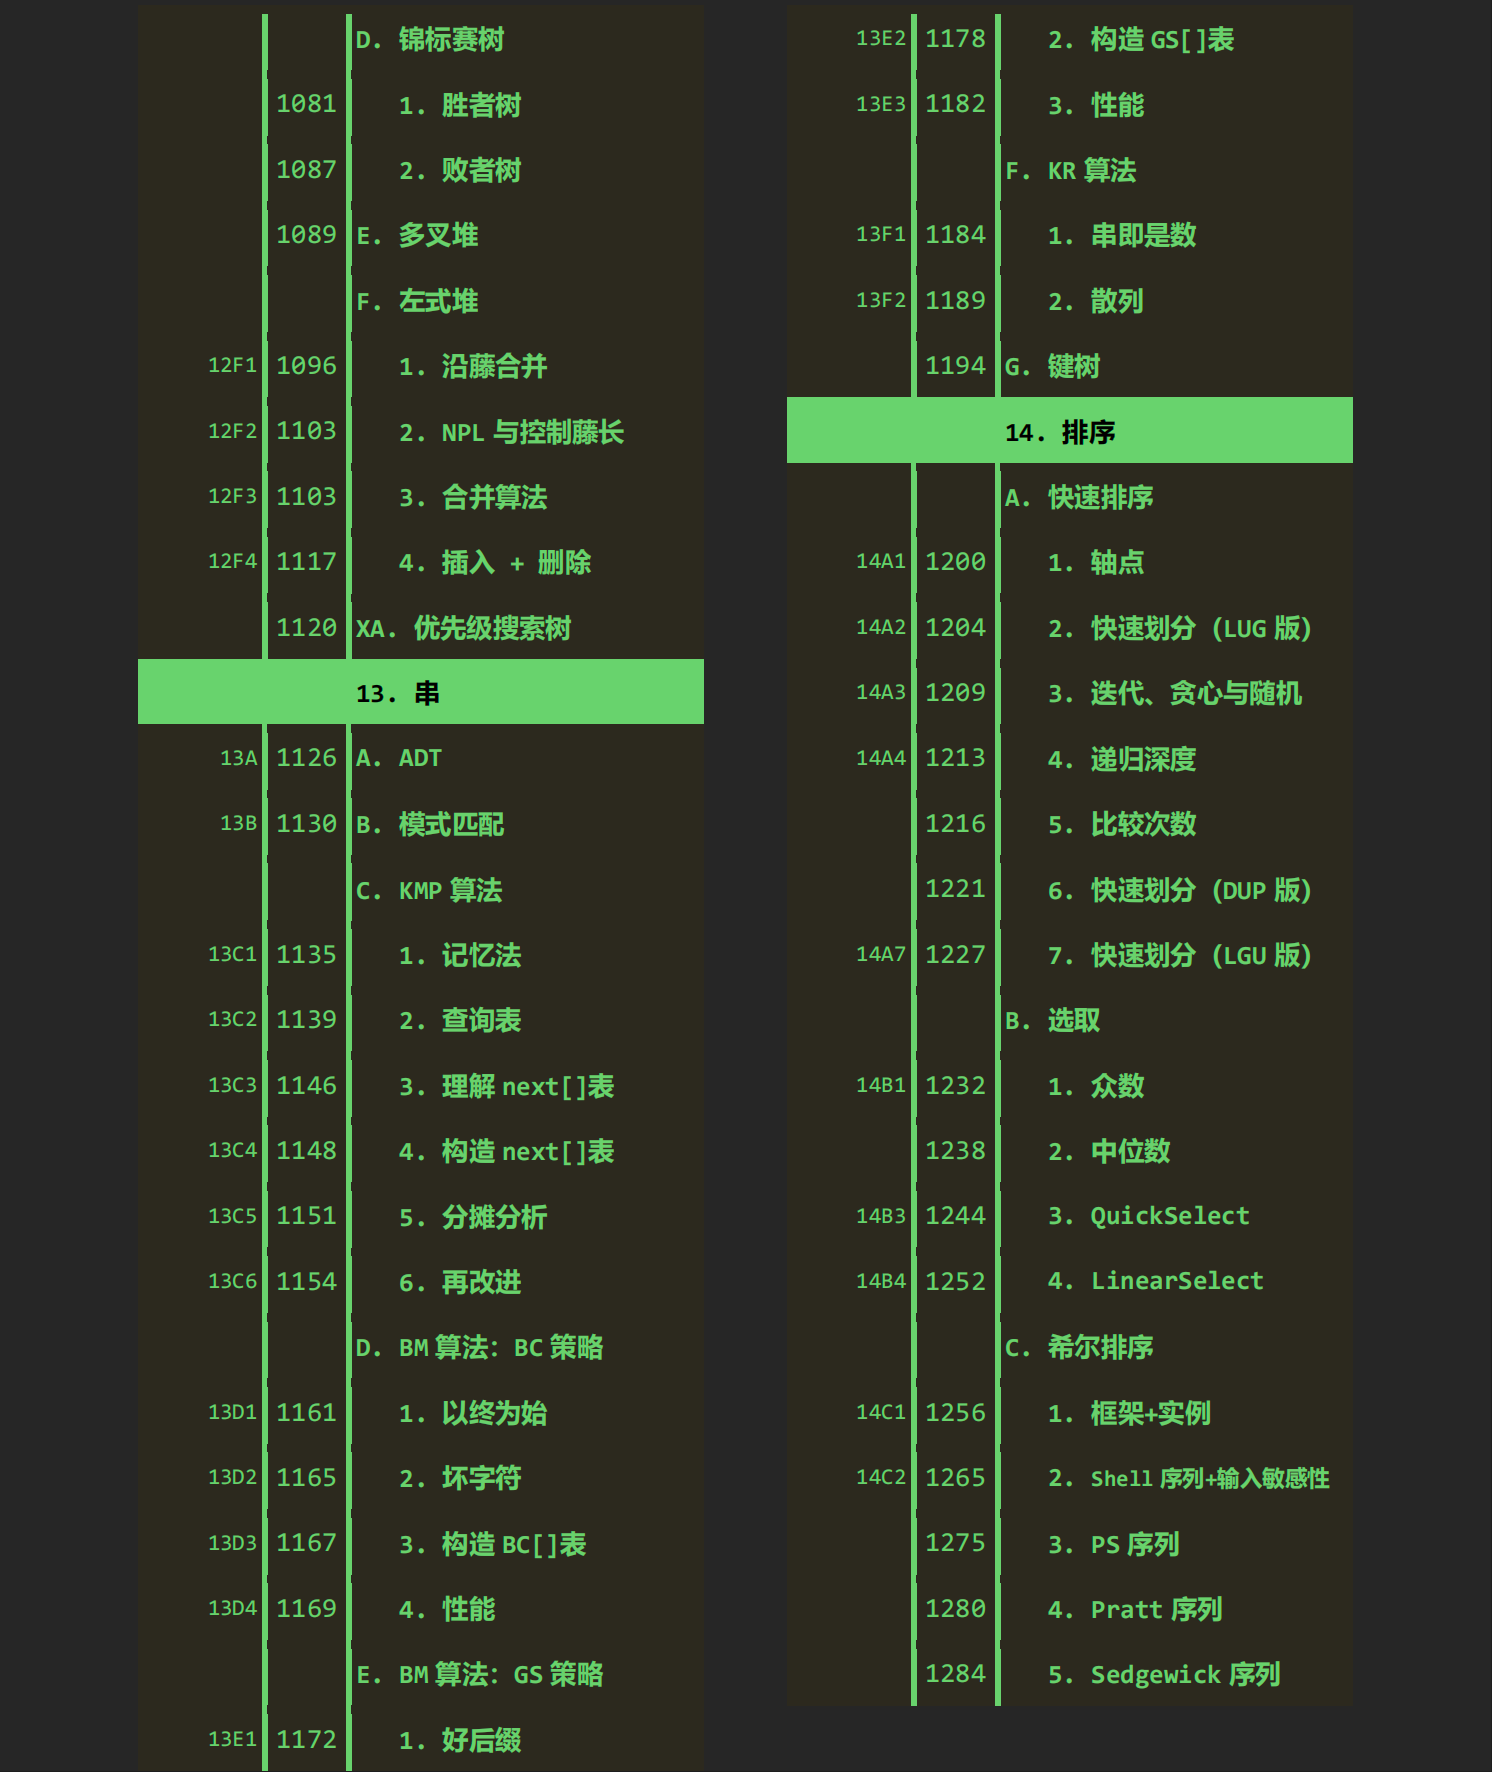 D. 锦标赛树
1081 1. 胜者树
1087 2. 败者树
1089 E. 多叉堆
F. 左式堆
12F1 1096 1. 沿藤合并
12F2 1103 2. NPL 与控制藤长
12F3 1103 3. 合并算法
12F4 1117 4. 插入 + 删除
1120 XA. 优先级搜索树
13. 串
13A 1126 A. ADT
13B 1130 B. 模式匹配
C. KMP 算法
13C1 1135 1. 记忆法
13C2 1139 2. 查询表
13C3 1146 3. 理解 next[]表
13C4 1148 4. 构造 next[]表
13C5 1151 5. 分摊分析
13C6 1154 6. 再改进
D. BM 算法：BC 策略
13D1 1161 1. 以终为始
13D2 1165 2. 坏字符
13D3 1167 3. 构造 BC[]表
13D4 1169 4. 性能
E. BM 算法：GS 策略
13E1 1172 1. 好后缀
13E2 1178 2. 构造 GS[]表
13E3 1182 3. 性能
F. KR 算法
13F1 1184 1. 串即是数
13F2 1189 2. 散列
1194 G. 键树
14. 排序
A. 快速排序
14A1 1200 1. 轴点
14A2 1204 2. 快速划分（LUG 版）
14A3 1209 3. 迭代、贪心与随机
14A4 1213 4. 递归深度
1216 5. 比较次数
1221 6. 快速划分（DUP 版）
14A7 1227 7. 快速划分（LGU 版）
B. 选取
14B1 1232 1. 众数
1238 2. 中位数
14B3 1244 3. QuickSelect
14B4 1252 4. LinearSelect
C. 希尔排序
14C1 1256 1. 框架+实例
14C2 1265 2. Shell 序列+输入敏感性
1275 3. PS 序列
1280 4. Pratt 序列
1284 5. Sedgewick 序列